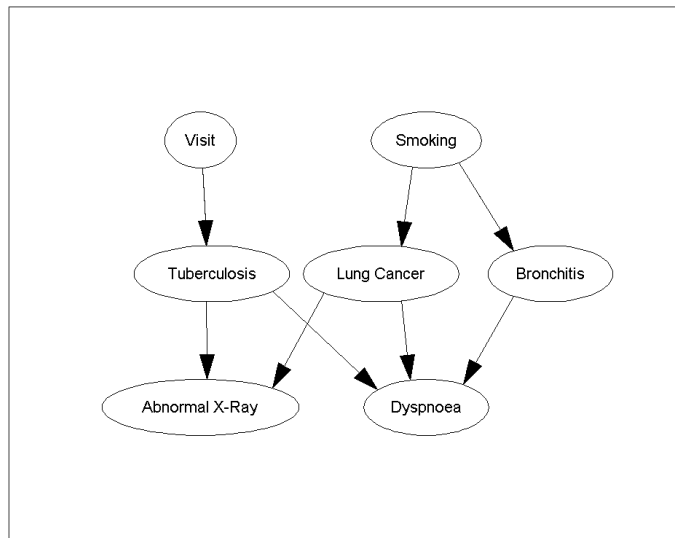 Visit
Smoking
Tuberculosis
Lung Cancer
Bronchitis
Abnormal X-Ray
Dyspnoea